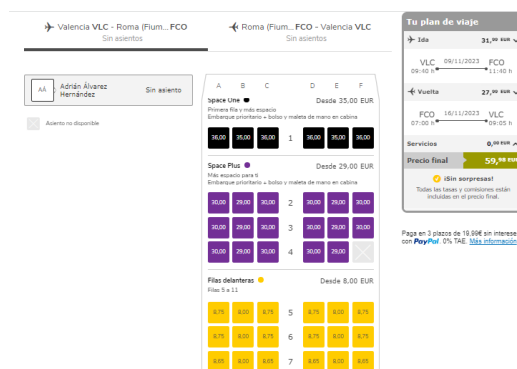 Valencia VLC - Roma (Fium... FCO
Sin asientos
Roma (Fium... FCO - Valencia VLC
Sin asientos
AÁ
Adrián Álvarez
Hernández
Sin asiento
Asiento no disponible
A B C D E F
Space One
Desde 35,00 EUR
Primera fila y más espacio
Embarque prioritario + bolso y maleta de mano en cabina
36,00 35,00 36,00 1 36,00 35,00 36,00
Space Plus
Desde 29,00 EUR
Más espacio para ti
Embarque prioritario + bolso y maleta de mano en cabina
30,00 29,00 30,00 2 30,00 29,00 30,00
30,00 29,00 30,00 3 30,00 29,00 30,00
30,00 29,00 30,00 4 30,00 29,00
Filas delanteras
Desde 8,00 EUR
Filas 5 a 11
8,75 8,00 8,75 5 8,75 8,00 8,75
8,75 8,00 8,75 6 8,75 8,00 8,75
8,65 8,00 8,65 7 8,65 8,00 8,65
Tu plan de viaje
Ida
31,99 EUR
VLC 09/11/2023 FCO
09:40 h 11:40 h
Vuelta
27,99 EUR
FCO 16/11/2023 VLC
07:00 h 09:05 h
Servicios
0,00 EUR
Precio final
59,98 EUR
¡Sin sorpresas!
Todas las tasas y comisiones están
incluidas en el precio final.
Paga en 3 plazos de 19,99€ sin interese
con PayPal. 0% TAE. Más información